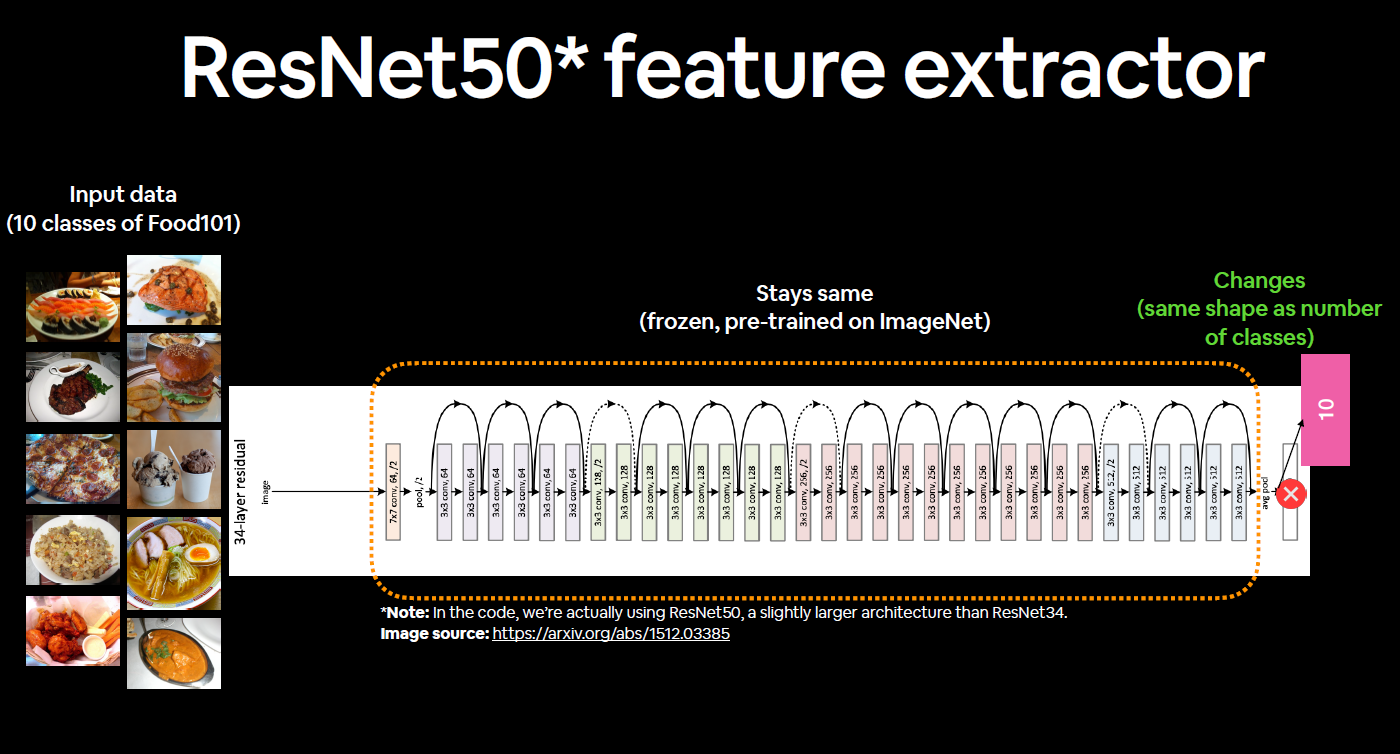 ResNet50* feature extractor
Input data
(10 classes of Food101)
Stays same
(frozen, pre-trained on ImageNet)
Changes
(same shape as number
of classes)
34-layer residual
image
7x7 conv, 64, /2
pool, /2
3x3 conv, 64
3x3 conv, 64
3x3 conv, 64
3x3 conv, 64
3x3 conv, 64
3x3 conv, 64
3x3 conv, 128, /2
3x3 conv, 128
3x3 conv, 128
3x3 conv, 128
3x3 conv, 128
3x3 conv, 128
3x3 conv, 128
3x3 conv, 128
3x3 conv, 256, /2
3x3 conv, 256
3x3 conv, 256
3x3 conv, 256
3x3 conv, 256
3x3 conv, 256
3x3 conv, 256
3x3 conv, 256
3x3 conv, 256
3x3 conv, 256
3x3 conv, 256
3x3 conv, 256
3x3 conv, 512, /2
3x3 conv, 512
3x3 conv, 512
3x3 conv, 512
3x3 conv, 512
3x3 conv, 512
avg pool
10
*Note: In the code, we're actually using ResNet50, a slightly larger architecture than ResNet34.
Image source: https://arxiv.org/abs/1512.03385